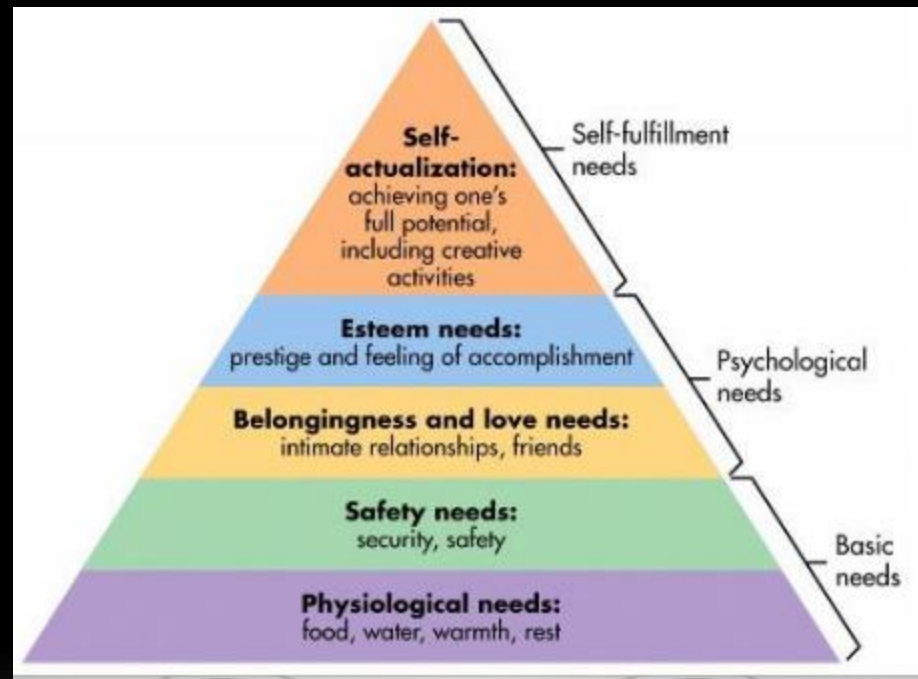 Self-
actualization:
achieving one's
full potential,
including creative
activities
Self-fulfillment
needs
Esteem needs:
prestige and feeling of accomplishment
Psychological
needs
Belongingness and love needs:
intimate relationships, friends
Safety needs:
security, safety
Basic
needs
Physiological needs:
food, water, warmth, rest